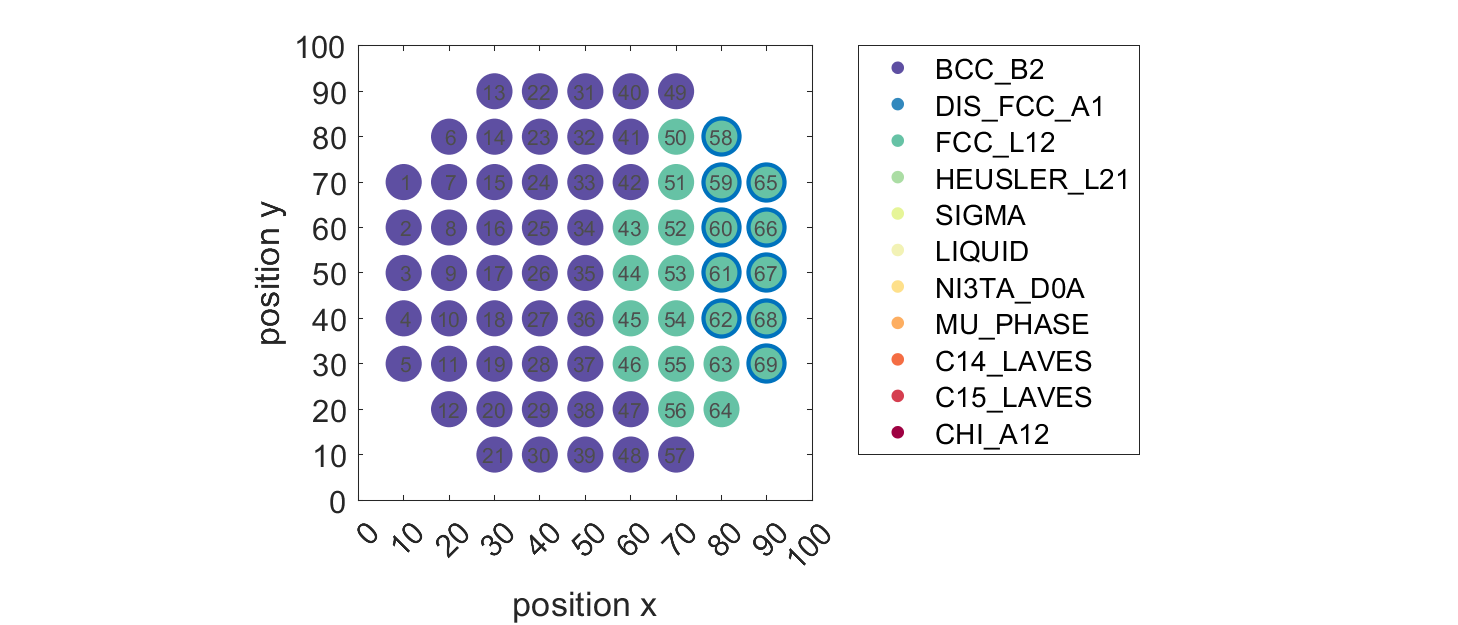 100
90
80
70
60
50
40
30
20
10
0
position y
13 22 31 40 49
6 14 23 32 41 50 58
1 7 15 24 33 42 51 59 65
2 8 16 25 34 43 52 60 66
3 9 17 26 35 44 53 61 67
4 10 18 27 36 45 54 62 68
5 11 19 28 37 46 55 63 69
12 20 29 38 47 56 64
21 30 39 48 57
0 10 20 30 40 50 60 70 80 90 100
position x
BCC_B2
DIS_FCC_A1
FCC_L12
HEUSLER_L21
SIGMA
LIQUID
NI3TA_D0A
MU_PHASE
C14_LAVES
C15_LAVES
CHI_A12